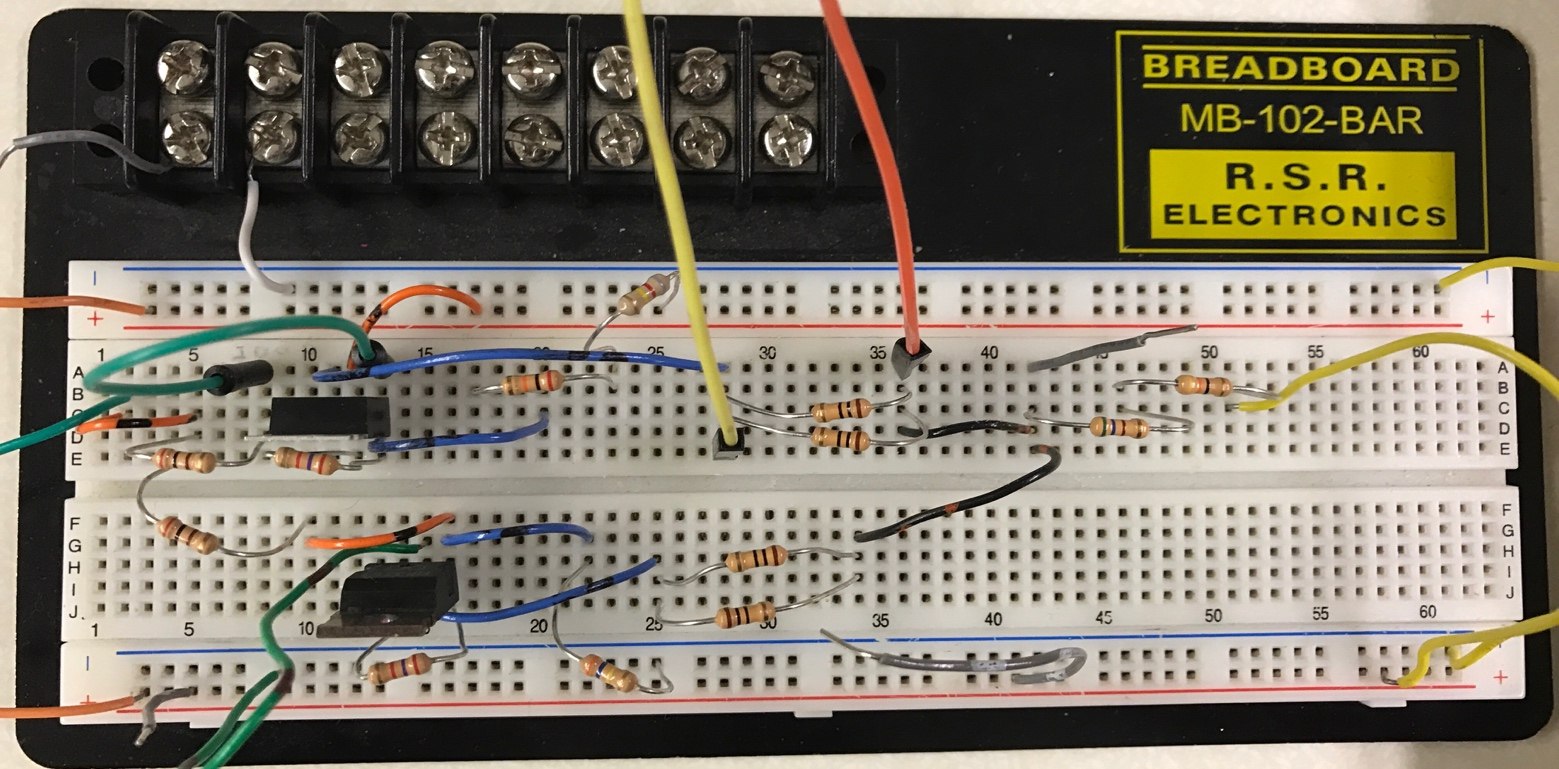 BREADBOARD
MB-102-BAR
R.S.R.
ELECTRONICS
+ +
1 5 10 15 20 25 30 35 40 50 55 60
A A
B B
C C
D D
E E
F F
G G
H H
I I
J J
1 5 10 20 25 30 35 40 45 50 55 60
+ +